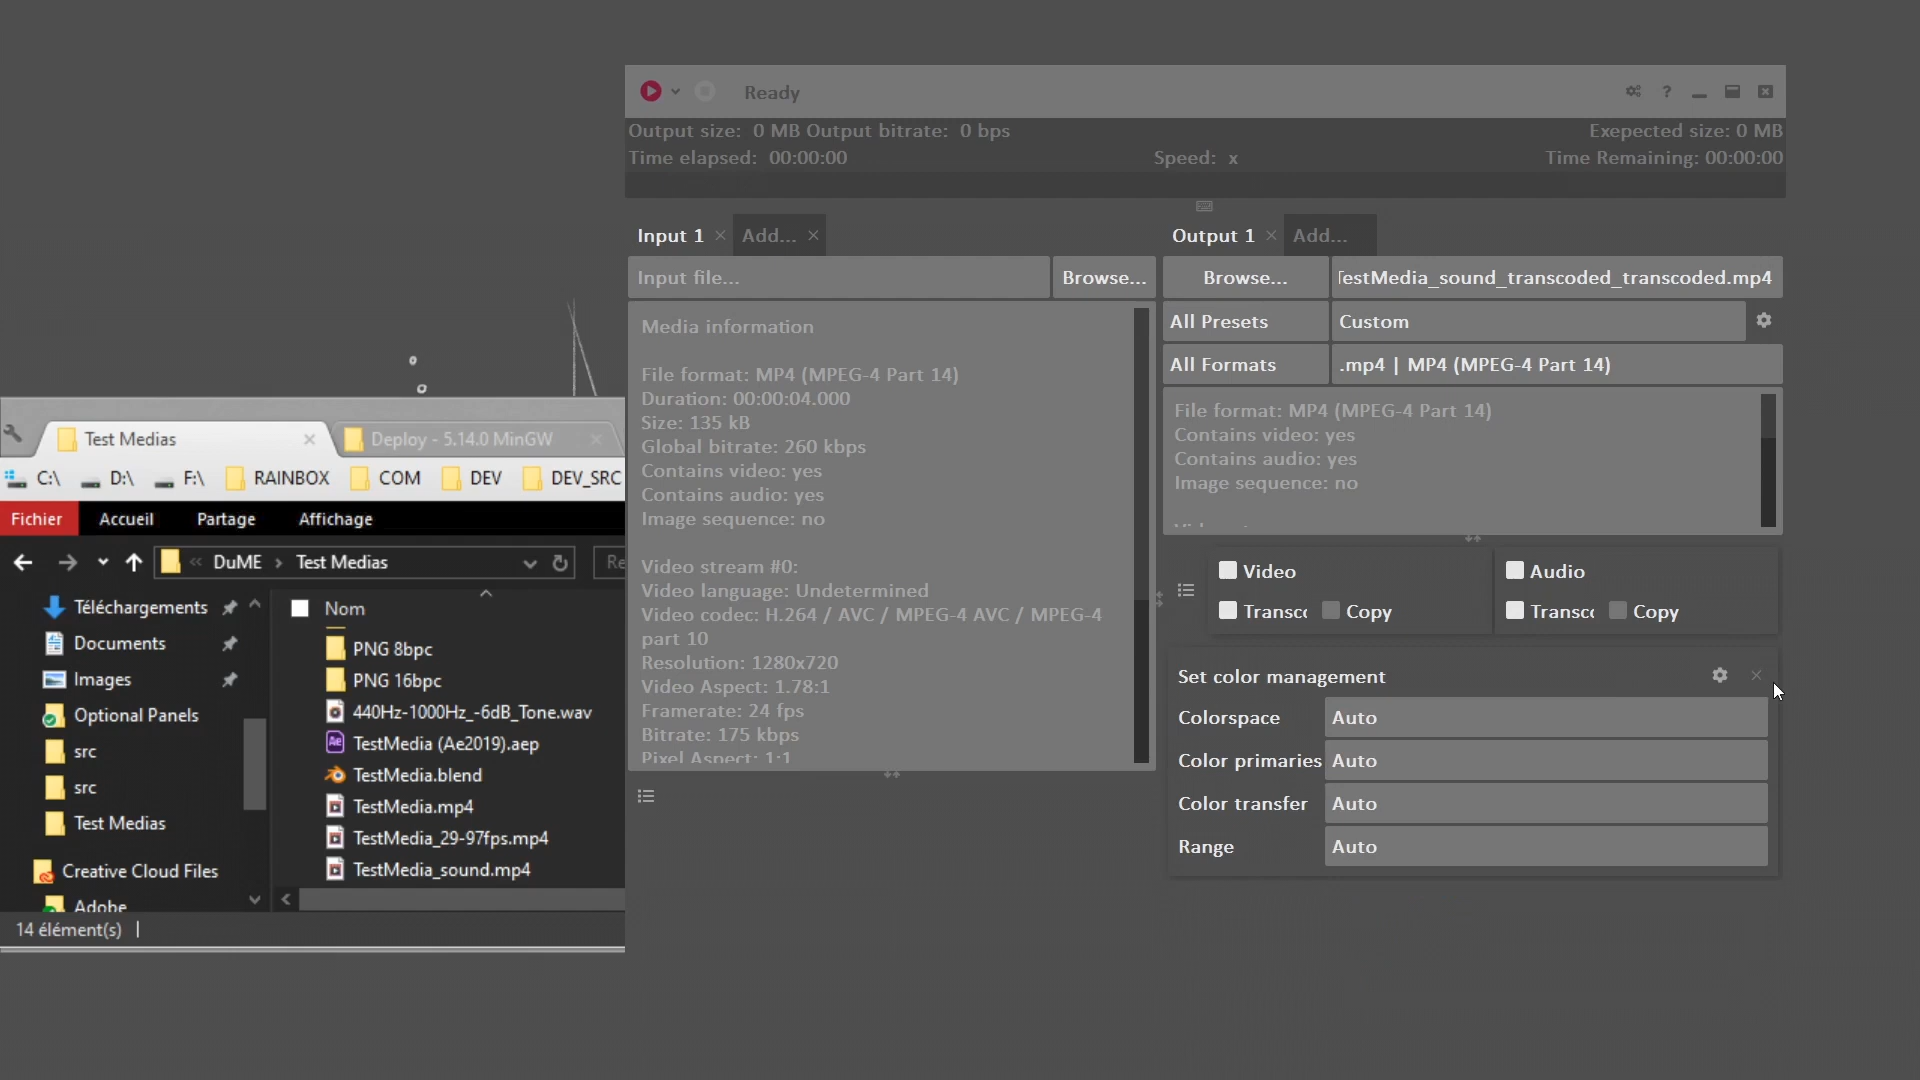 Ready
?
Output size: 0 MB Output bitrate: 0 bps
Exepected size: 0 MB
Time elapsed: 00:00:00
Speed: x
Time Remaining: 00:00:00
Input 1
Add...
Input file...
Browse...
Media information
File format: MP4 (MPEG-4 Part 14)
Duration: 00:00:04.000
Size: 135 kB
Global bitrate: 260 kbps
Contains video: yes
Contains audio: yes
Image sequence: no
Video stream #0:
Video language: Undetermined
Video codec: H.264 / AVC / MPEG-4 AVC / MPEG-4
part 10
Resolution: 1280x720
Video Aspect: 1.78:1
Framerate: 24 fps
Bitrate: 175 kbps
Pixel Aspect: 1:1
Output 1
Add...
Browse...
TestMedia_sound_transcoded_transcoded.mp4
All Presets
Custom
All Formats
.mp4 | MP4 (MPEG-4 Part 14)
File format: MP4 (MPEG-4 Part 14)
Contains video: yes
Contains audio: yes
Image sequence: no
Video
Audio
Transcc
Copy
Transcc
Copy
Set color management
Colorspace
Auto
Color primaries
Auto
Color transfer
Auto
Range
Auto
Test Medias
Deploy - 5.14.0 MinGW
C:\
D:\
F:\
RAINBOX
COM
DEV
DEV_SRC
Fichier
Accueil
Partage
Affichage
« DuME › Test Medias
Re
Téléchargements
Documents
Images
Optional Panels
src
src
Test Medias
Creative Cloud Files
Adobe
Nom
PNG 8bpc
PNG 16bpc
440Hz-1000Hz_-6dB_Tone.wav
Ae
TestMedia (Ae2019).aep
TestMedia.blend
TestMedia.mp4
TestMedia_29-97fps.mp4
TestMedia_sound.mp4
14 élément(s)